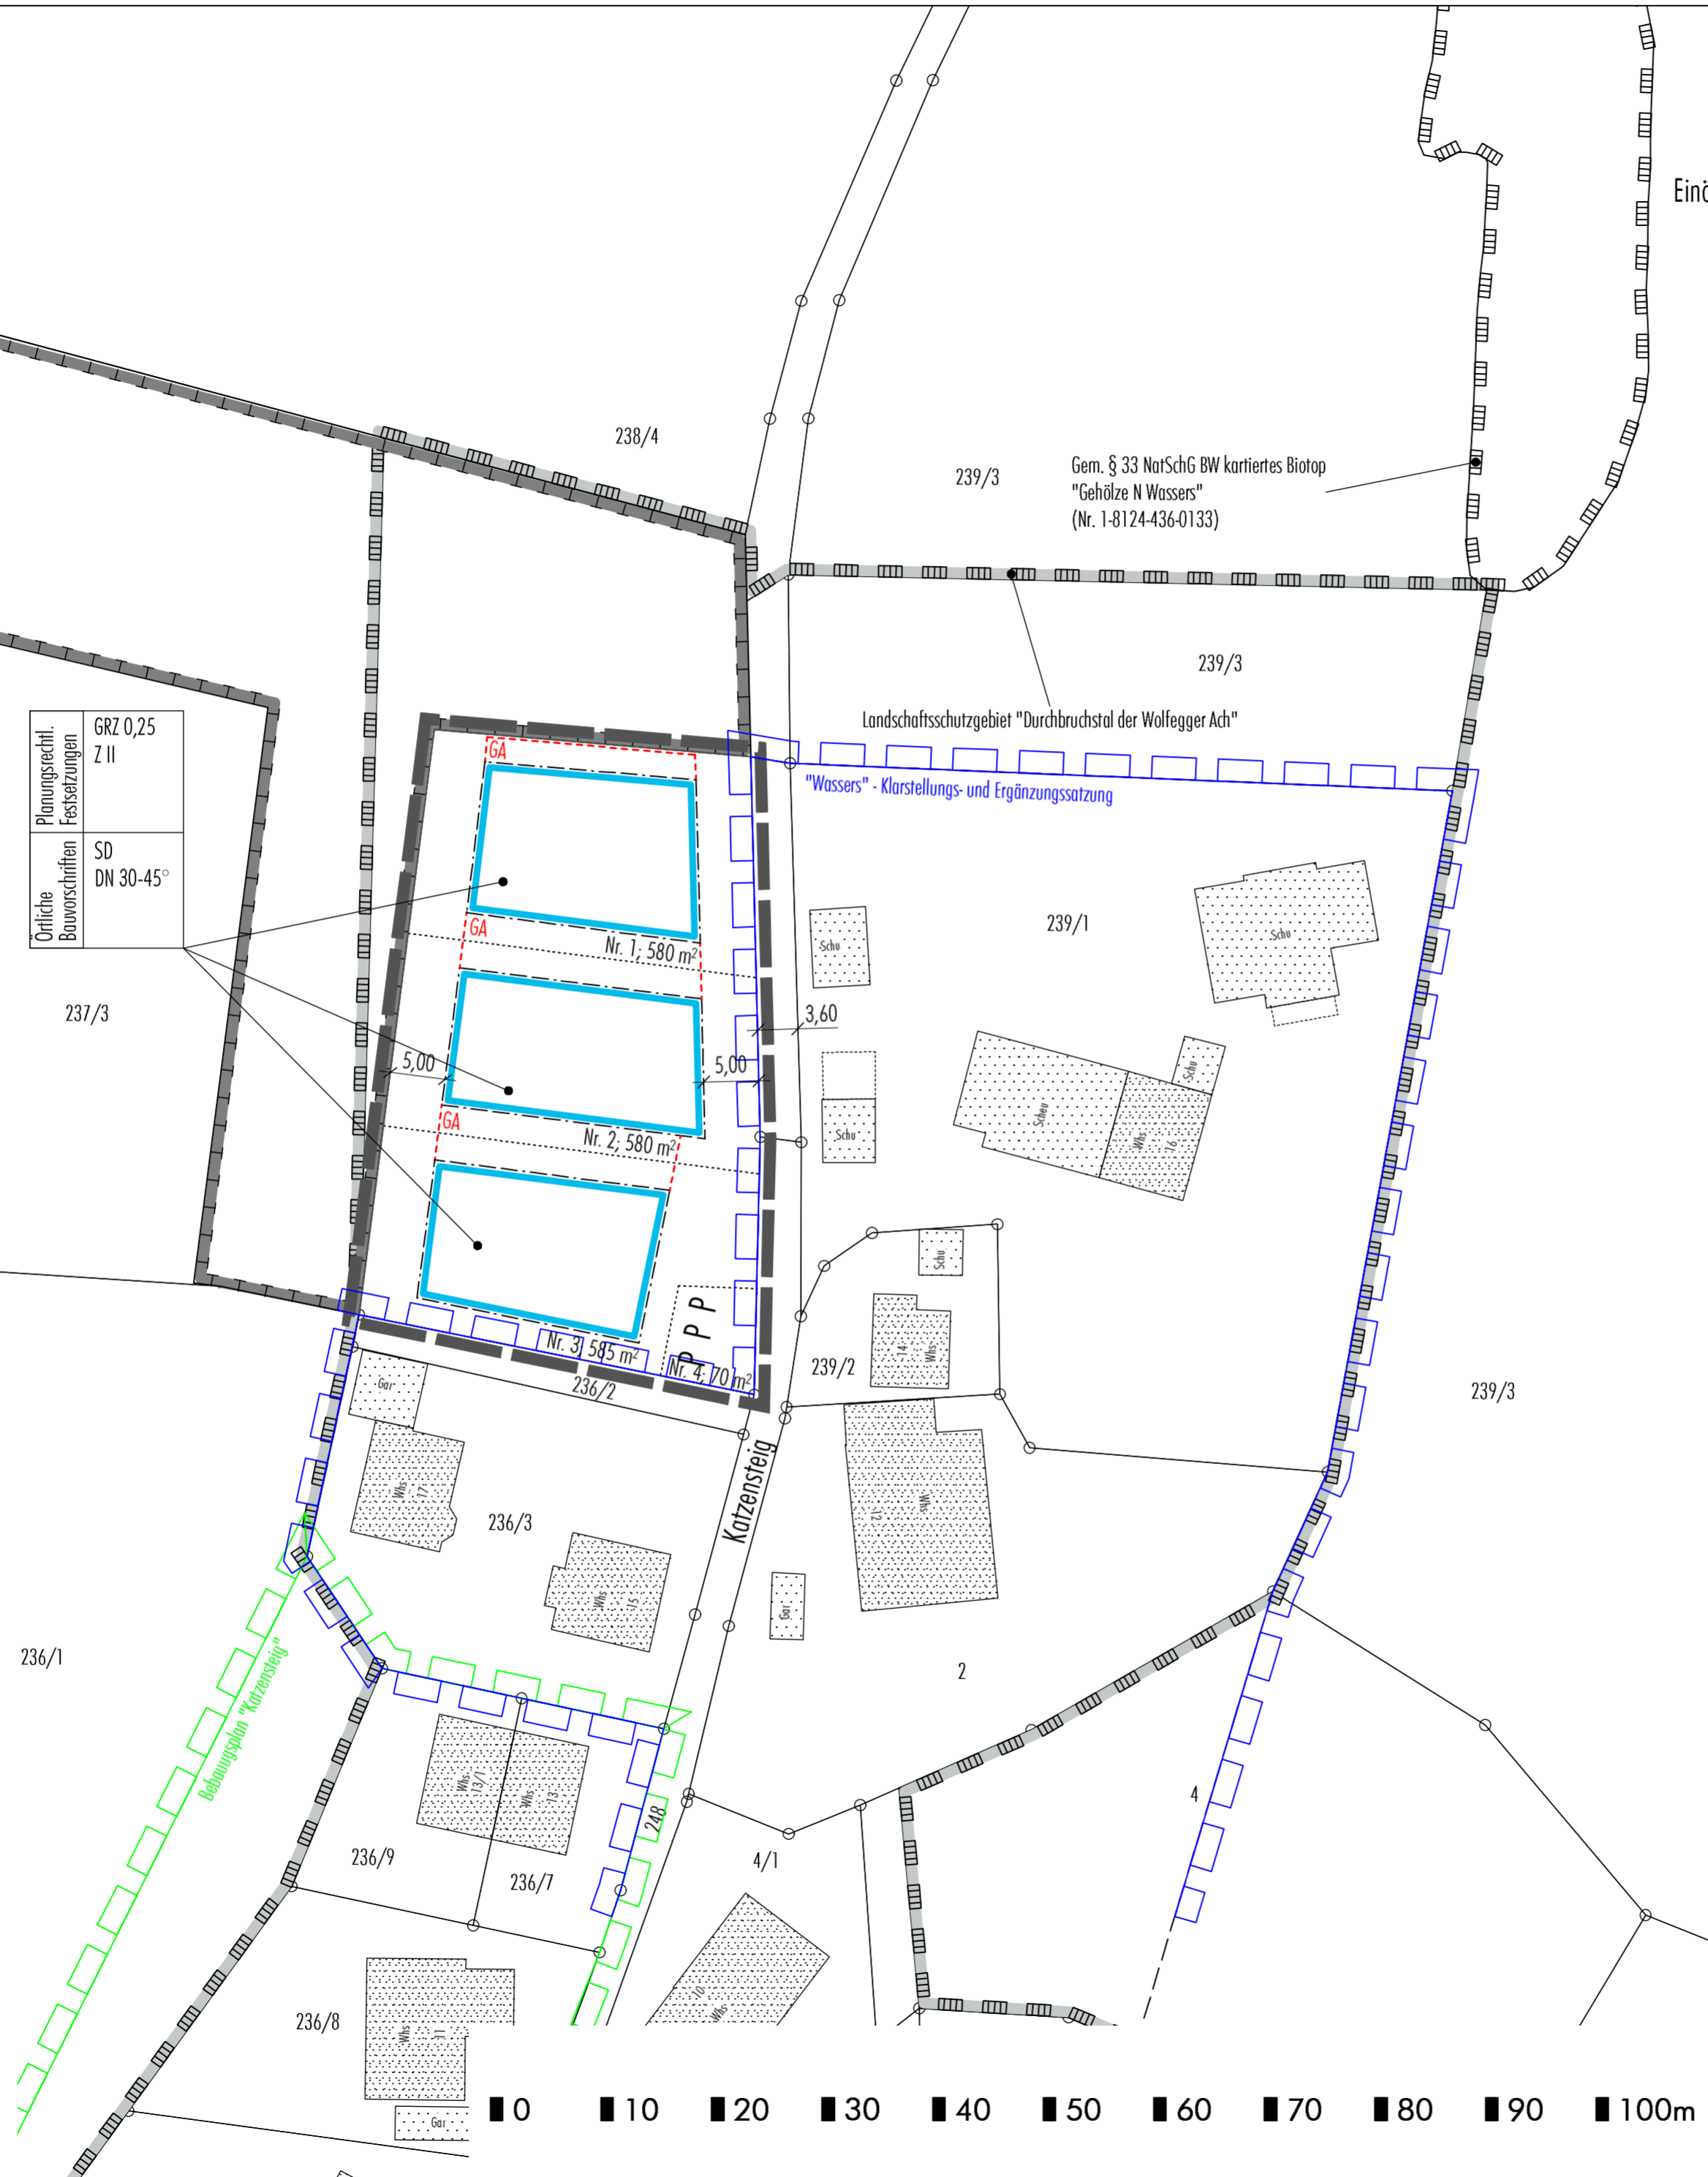 Einö
238/4
239/3
Gem. § 33 NatSchG BW kartiertes Biotop
"Gehölze N Wassers"
(Nr. 1-8124-436-0133)
239/3
Landschaftsschutzgebiet "Durchbruchstal der Wolfegger Ach"
Planungsrechtl.
Festsetzungen
GRZ 0,25
Z II
Örtliche
Bauvorschriften
SD
DN 30-45°
GA
"Wassers" - Klarstellungs- und Ergänzungssatzung
239/1
Schu
Schu
GA
Nr. 1; 580 m²
237/3
3,60
5,00
5,00
Schu
Scheu
Whs
16
Schu
GA
Nr. 2; 580 m²
Schu
P P P
14
Whs
Nr. 3; 585 m²
Nr. 4; 70 m²
239/2
236/2
239/3
Gar
Katzensteig
Whs
17
236/3
Whs
12
Whs
15
Gar
236/1
Bebauugsplan "Katzensteig"
2
Whs
13/1
Whs
13
248
4
4/1
236/9
236/7
10
Whs
236/8
Whs
11
Gar
0 10 20 30 40 50 60 70 80 90 100m